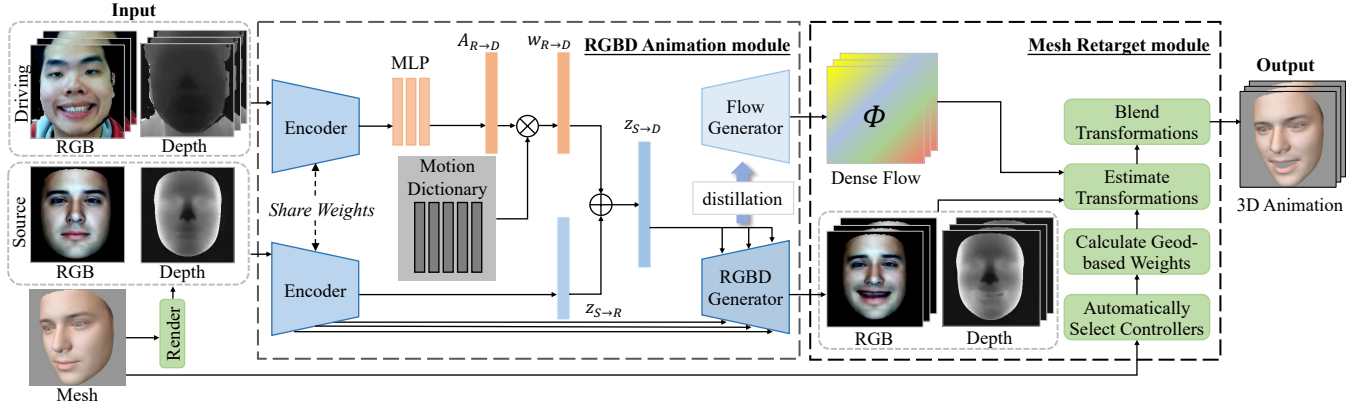 Input
Driving
RGB
Depth
Source
RGB
Depth
Mesh
Render
RGBD Animation module
Encoder
MLP
A_{R→D}
w_{R→D}
Motion
Dictionary
Share Weights
Encoder
z_{S→R}
z_{S→D}
Flow
Generator
distillation
RGBD
Generator
Mesh Retarget module
Φ
Dense Flow
RGB
Depth
Blend
Transformations
Estimate
Transformations
Calculate Geod-
based Weights
Automatically
Select Controllers
Output
3D Animation